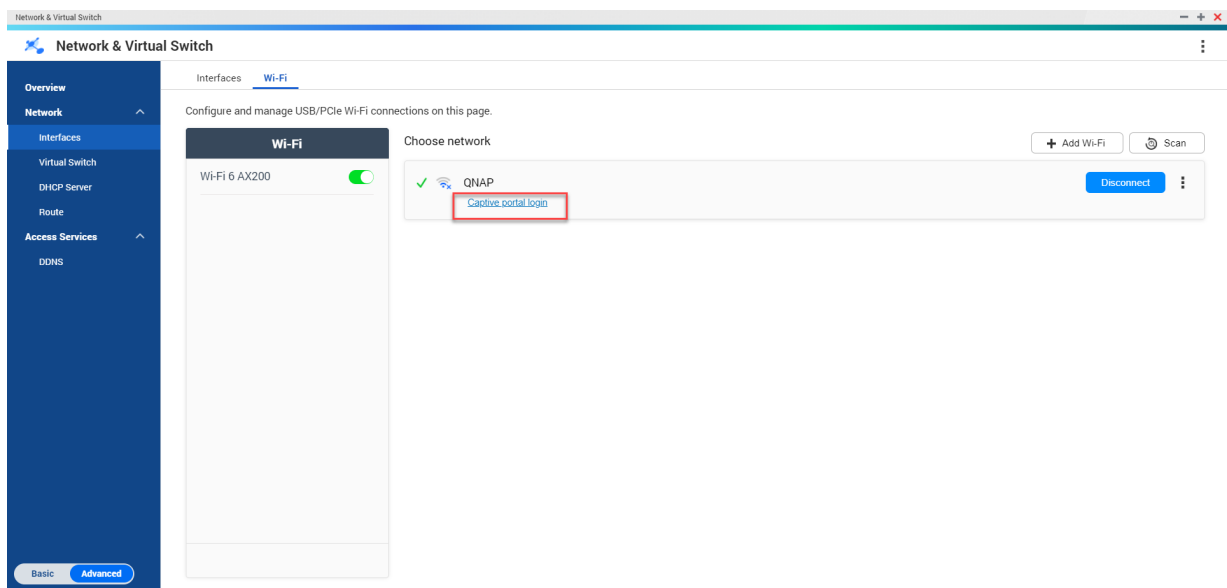 Network & Virtual Switch
Network & Virtual Switch
Overview
Network
Interfaces
Virtual Switch
DHCP Server
Route
Access Services
DDNS
Basic
Advanced
Interfaces
Wi-Fi
Configure and manage USB/PCIe Wi-Fi connections on this page.
Wi-Fi
Wi-Fi 6 AX200
Choose network
+ Add Wi-Fi
Scan
QNAP
Captive portal login
Disconnect